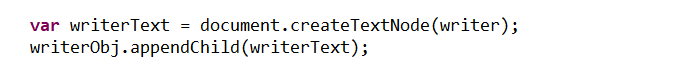 var writerText = document.createTextNode(writer);
writerObj.appendChild(writerText);